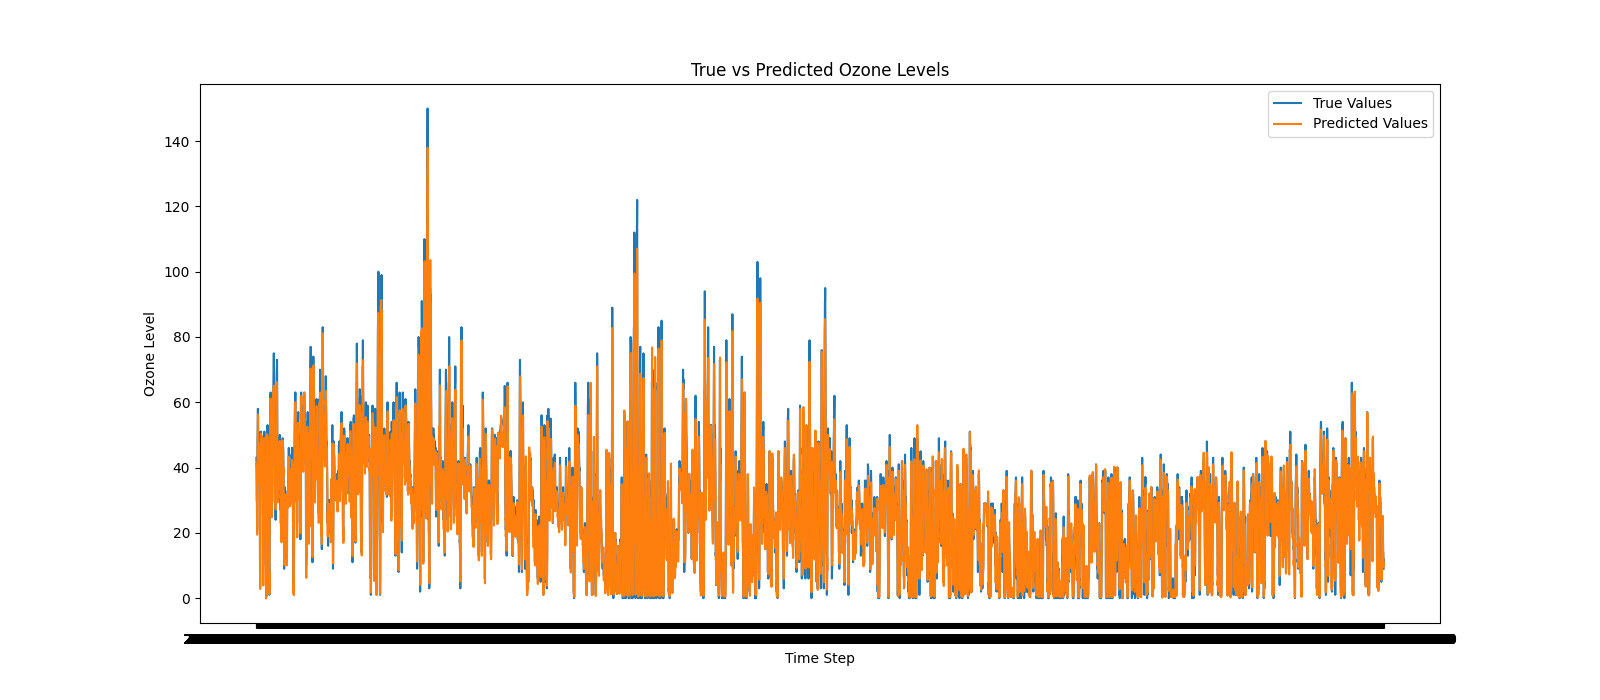 True vs Predicted Ozone Levels
True Values
Predicted Values
140
120
100
80
60
40
20
0
Ozone Level
Time Step